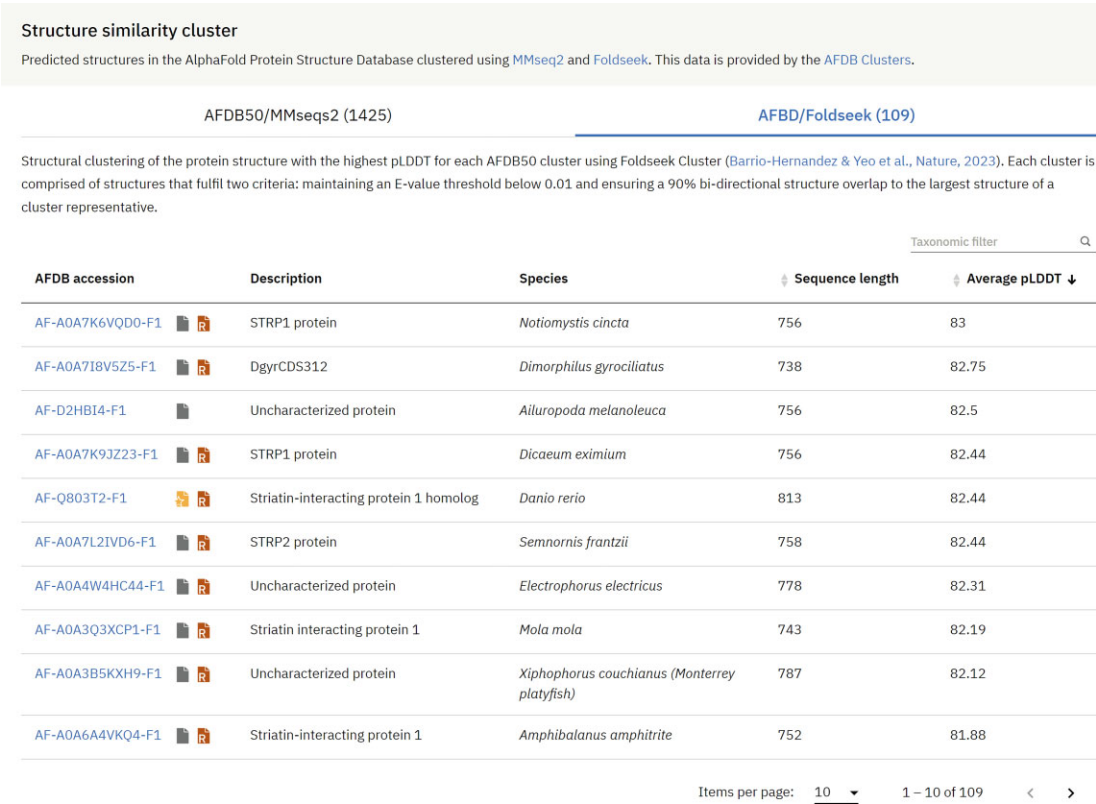 Structure similarity cluster
Predicted structures in the AlphaFold Protein Structure Database clustered using MMseq2 and Foldseek. This data is provided by the AFDB Clusters.
AFDB50/MMseqs2 (1425) AFBD/Foldseek (109)
Structural clustering of the protein structure with the highest pLDDT for each AFDB50 cluster using Foldseek Cluster (Barrio-Hernandez & Yeo et al., Nature, 2023). Each cluster is
comprised of structures that fulfil two criteria: maintaining an E-value threshold below 0.01 and ensuring a 90% bi-directional structure overlap to the largest structure of a
cluster representative.
Taxonomic filter
AFDB accession Description Species Sequence length Average pLDDT
AF-A0A7K6VQD0-F1 R STRP1 protein Notiomystis cincta 756 83
AF-A0A7I8V5Z5-F1 R DgyrCDS312 Dimorphilus gyrociliatus 738 82.75
AF-D2HBI4-F1 Uncharacterized protein Ailuropoda melanoleuca 756 82.5
AF-A0A7K9JZ23-F1 R STRP1 protein Dicaeum eximium 756 82.44
AF-Q803T2-F1 R Striatin-interacting protein 1 homolog Danio rerio 813 82.44
AF-A0A7L2IVD6-F1 R STRP2 protein Semnornis frantzii 758 82.44
AF-A0A4W4HC44-F1 R Uncharacterized protein Electrophorus electricus 778 82.31
AF-A0A3Q3XCP1-F1 R Striatin interacting protein 1 Mola mola 743 82.19
AF-A0A3B5KXH9-F1 R Uncharacterized protein Xiphophorus couchianus (Monterrey 787 82.12
platyfish)
AF-A0A6A4VKQ4-F1 R Striatin-interacting protein 1 Amphibalanus amphitrite 752 81.88
Items per page: 10 1 – 10 of 109